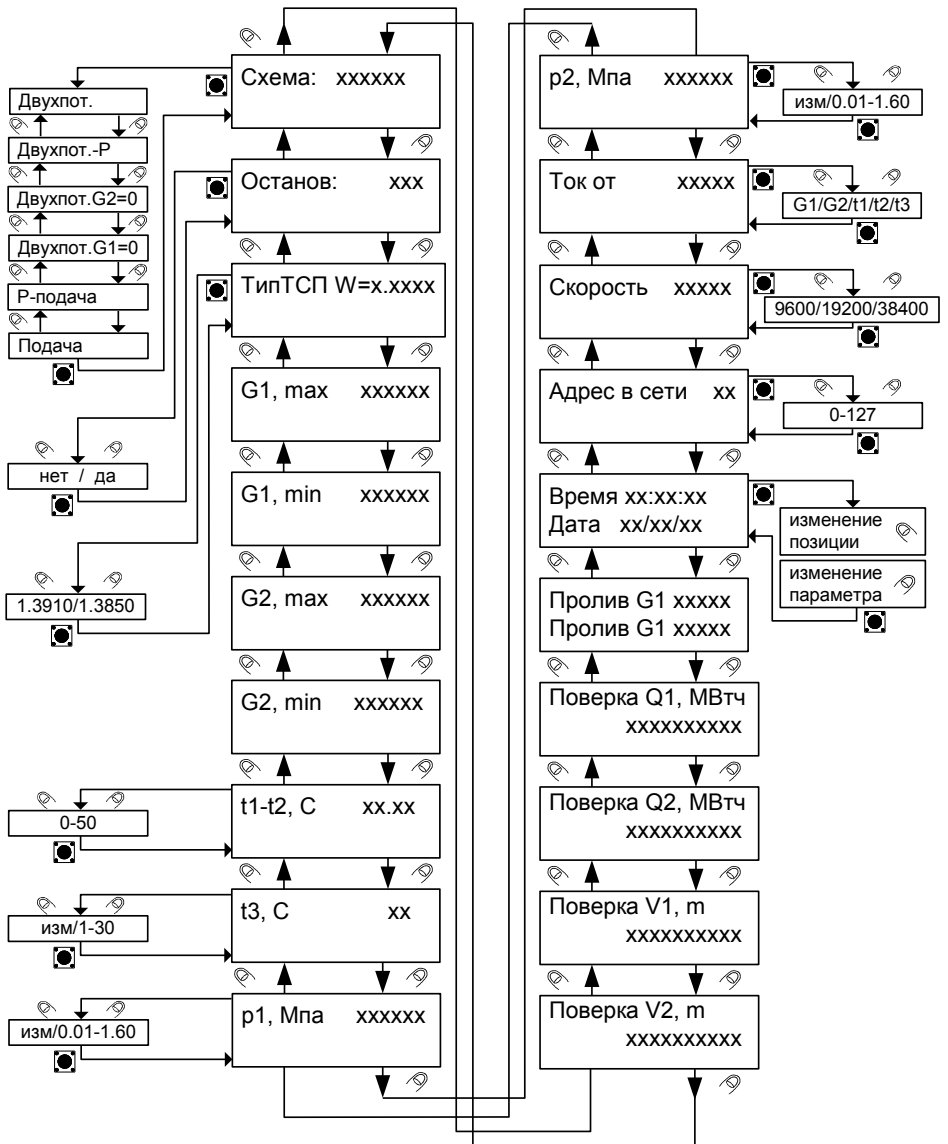 Схема: xxxxxx
Двухпот.
Двухпот.-Р
Двухпот.G2=0
Двухпот.G1=0
Р-подача
Подача
Останов: xxx
нет / да
ТипТСП W=x.xxxx
1.3910/1.3850
G1, max xxxxxx
G1, min xxxxxx
G2, max xxxxxx
G2, min xxxxxx
t1-t2, C xx.xx
0-50
t3, C xx
изм/1-30
p1, Мпа xxxxxx
изм/0.01-1.60
p2, Мпа xxxxxx
изм/0.01-1.60
Ток от xxxxx
G1/G2/t1/t2/t3
Скорость xxxxx
9600/19200/38400
Адрес в сети xx
0-127
Время xx:xx:xx
Дата xx/xx/xx
изменение
позиции
изменение
параметра
Пролив G1 xxxxx
Пролив G1 xxxxx
Поверка Q1, МВтч
xxxxxxxxxx
Поверка Q2, МВтч
xxxxxxxxxx
Поверка V1, m
xxxxxxxxxx
Поверка V2, m
xxxxxxxxxx